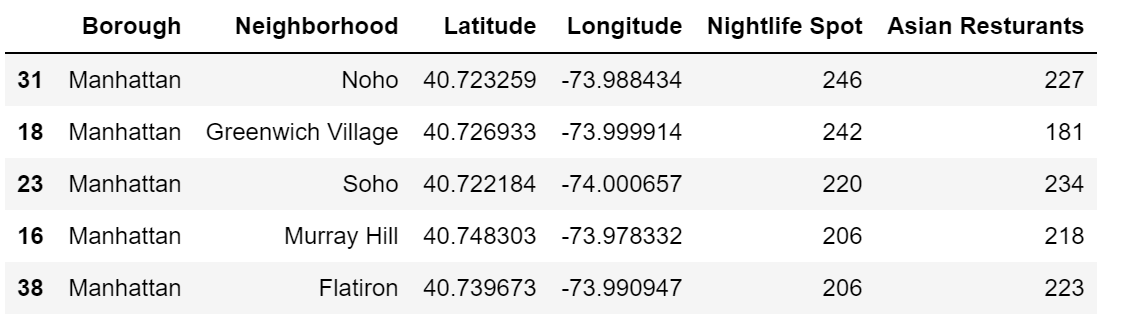 Borough Neighborhood Latitude Longitude Nightlife Spot Asian Resturants
31 Manhattan Noho 40.723259 -73.988434 246 227
18 Manhattan Greenwich Village 40.726933 -73.999914 242 181
23 Manhattan Soho 40.722184 -74.000657 220 234
16 Manhattan Murray Hill 40.748303 -73.978332 206 218
38 Manhattan Flatiron 40.739673 -73.990947 206 223